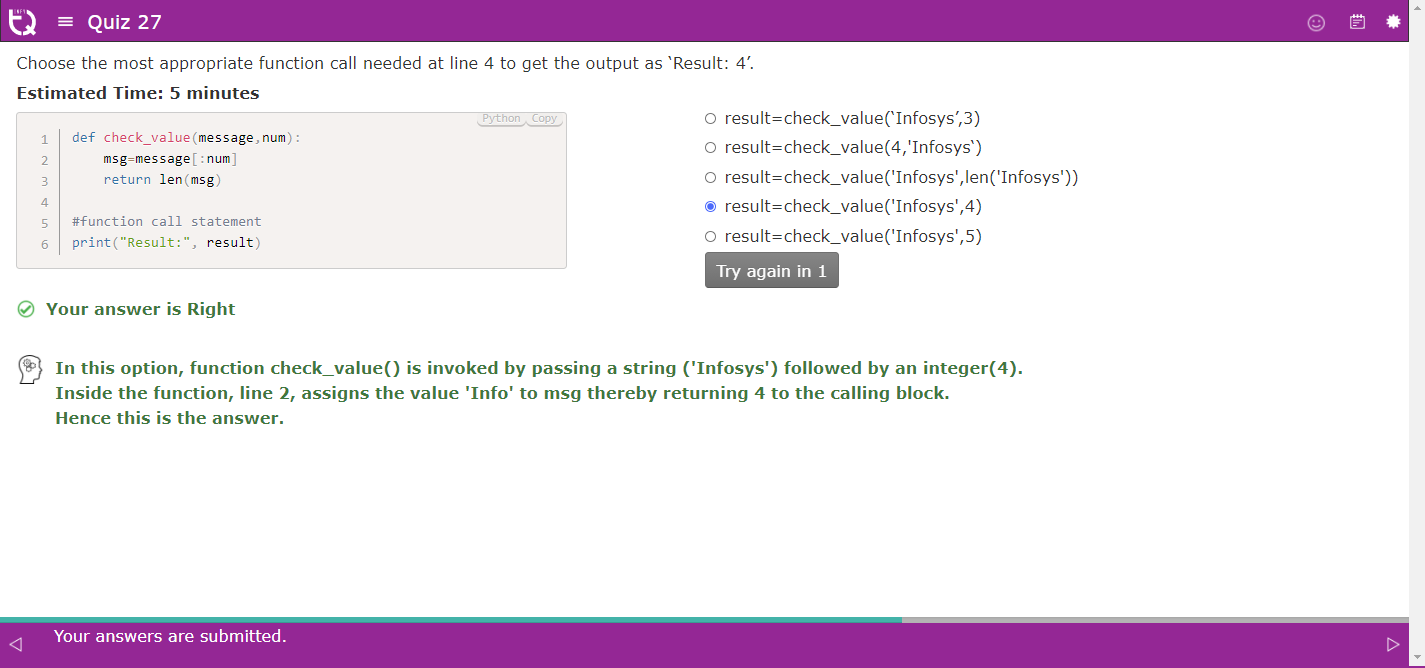 Quiz 27
Choose the most appropriate function call needed at line 4 to get the output as ‘Result: 4’.
Estimated Time: 5 minutes
Python Copy
1 def check_value(message,num):
2     msg=message[:num]
3     return len(msg)
4
5 #function call statement
6 print("Result:", result)
result=check_value(‘Infosys’,3)
result=check_value(4,'Infosys‘)
result=check_value('Infosys',len('Infosys'))
result=check_value('Infosys',4)
result=check_value('Infosys',5)
Try again in 1
Your answer is Right
In this option, function check_value() is invoked by passing a string ('Infosys') followed by an integer(4).
Inside the function, line 2, assigns the value 'Info' to msg thereby returning 4 to the calling block.
Hence this is the answer.
Your answers are submitted.